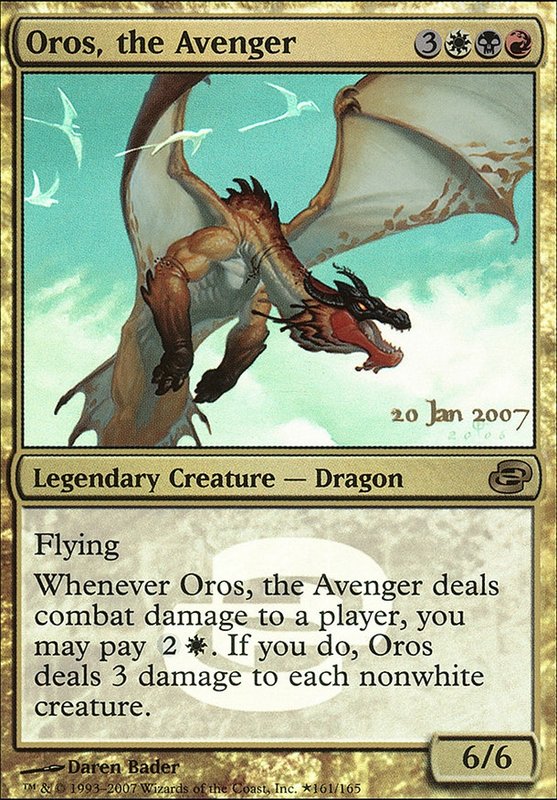 Oros, the Avenger 3
20 Jan 2007
2006
Legendary Creature — Dragon
Flying
Whenever Oros, the Avenger deals
combat damage to a player, you
may pay 2 . If you do, Oros
deals 3 damage to each nonwhite
creature.
6/6
Daren Bader
™ & © 1993–2007 Wizards of the Coast, Inc. ★161/165